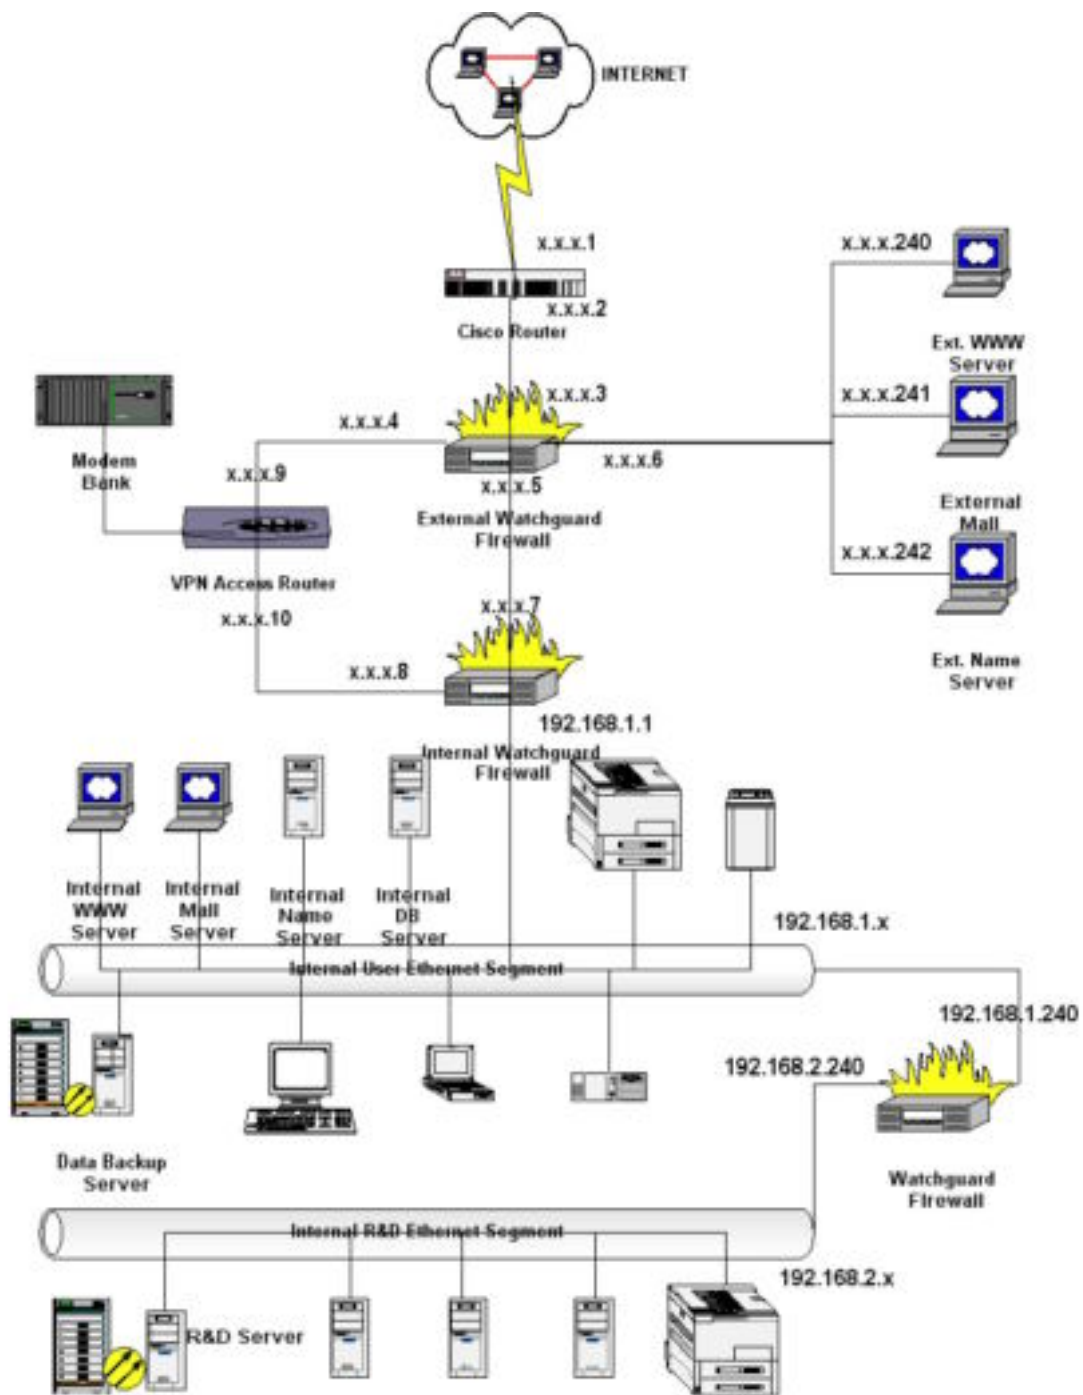 INTERNET
x.x.x.1
x.x.x.2
Cisco Router
x.x.x.240
Ext. WWW
Server
x.x.x.3
x.x.x.241
x.x.x.4
x.x.x.6
Modem
Bank
x.x.x.9
x.x.x.5
External Watchguard
Firewall
External
Mail
x.x.x.242
VPN Access Router
x.x.x.10
x.x.x.7
x.x.x.8
Ext. Name
Server
192.168.1.1
Internal Watchguard
Firewall
Internal
WWW
Server
Internal
Mail
Server
Internal
Name
Server
Internal
DB
Server
192.168.1.x
Internal User Ethernet Segment
192.168.1.240
192.168.2.240
Data Backup
Server
Watchguard
Firewall
Internal R&D Ethernet Segment
192.168.2.x
R&D Server